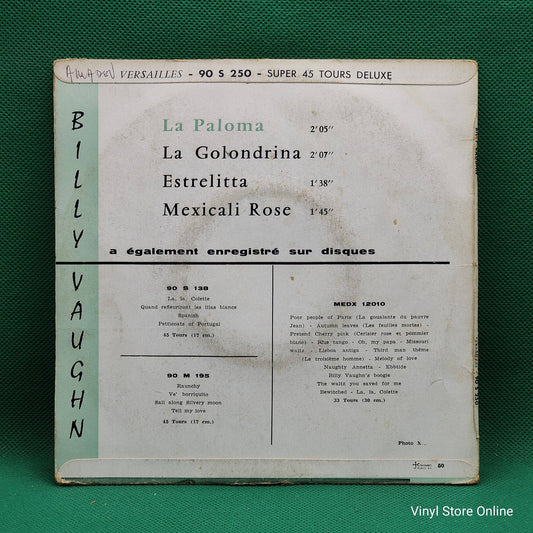 AMADEV VERSAILLES - 90 S 250 - SUPER 45 TOURS DELUXE
BILLY VAUGHN
La Paloma 2'05''
La Golondrina 2'07''
Estrelitta 1'38''
Mexicali Rose 1'45''
a également enregistré sur disques
90 S 138
La, la, Colette
Quand refleuriront les lilas blancs
Spanish
Petticoats of Portugal
45 Tours (17 cm.)
90 M 195
Raunchy
Ve' borriquito
Sail along Silvery moon
Tell my love
45 Tours (17 cm.)
MEDX 12010
Poor people of Paris (La goualante du pauvre
Jean) - Autumn leaves (Les feuilles mortes) -
Pretend Cherry pink (Cerisier rose et pommier
blanc) - Blue tango - Oh, my papa - Missouri
waltz - Lisboa antiga - Third man thème
(Le troisième homme) - Melody of love
Naughty Annetta - Ebbtide
Billy Vaughn's boogie
The waltz you saved for me
Bewitched - La, la, Colette
33 Tours (30 cm.)
Photo X...
50
Vinyl Store Online